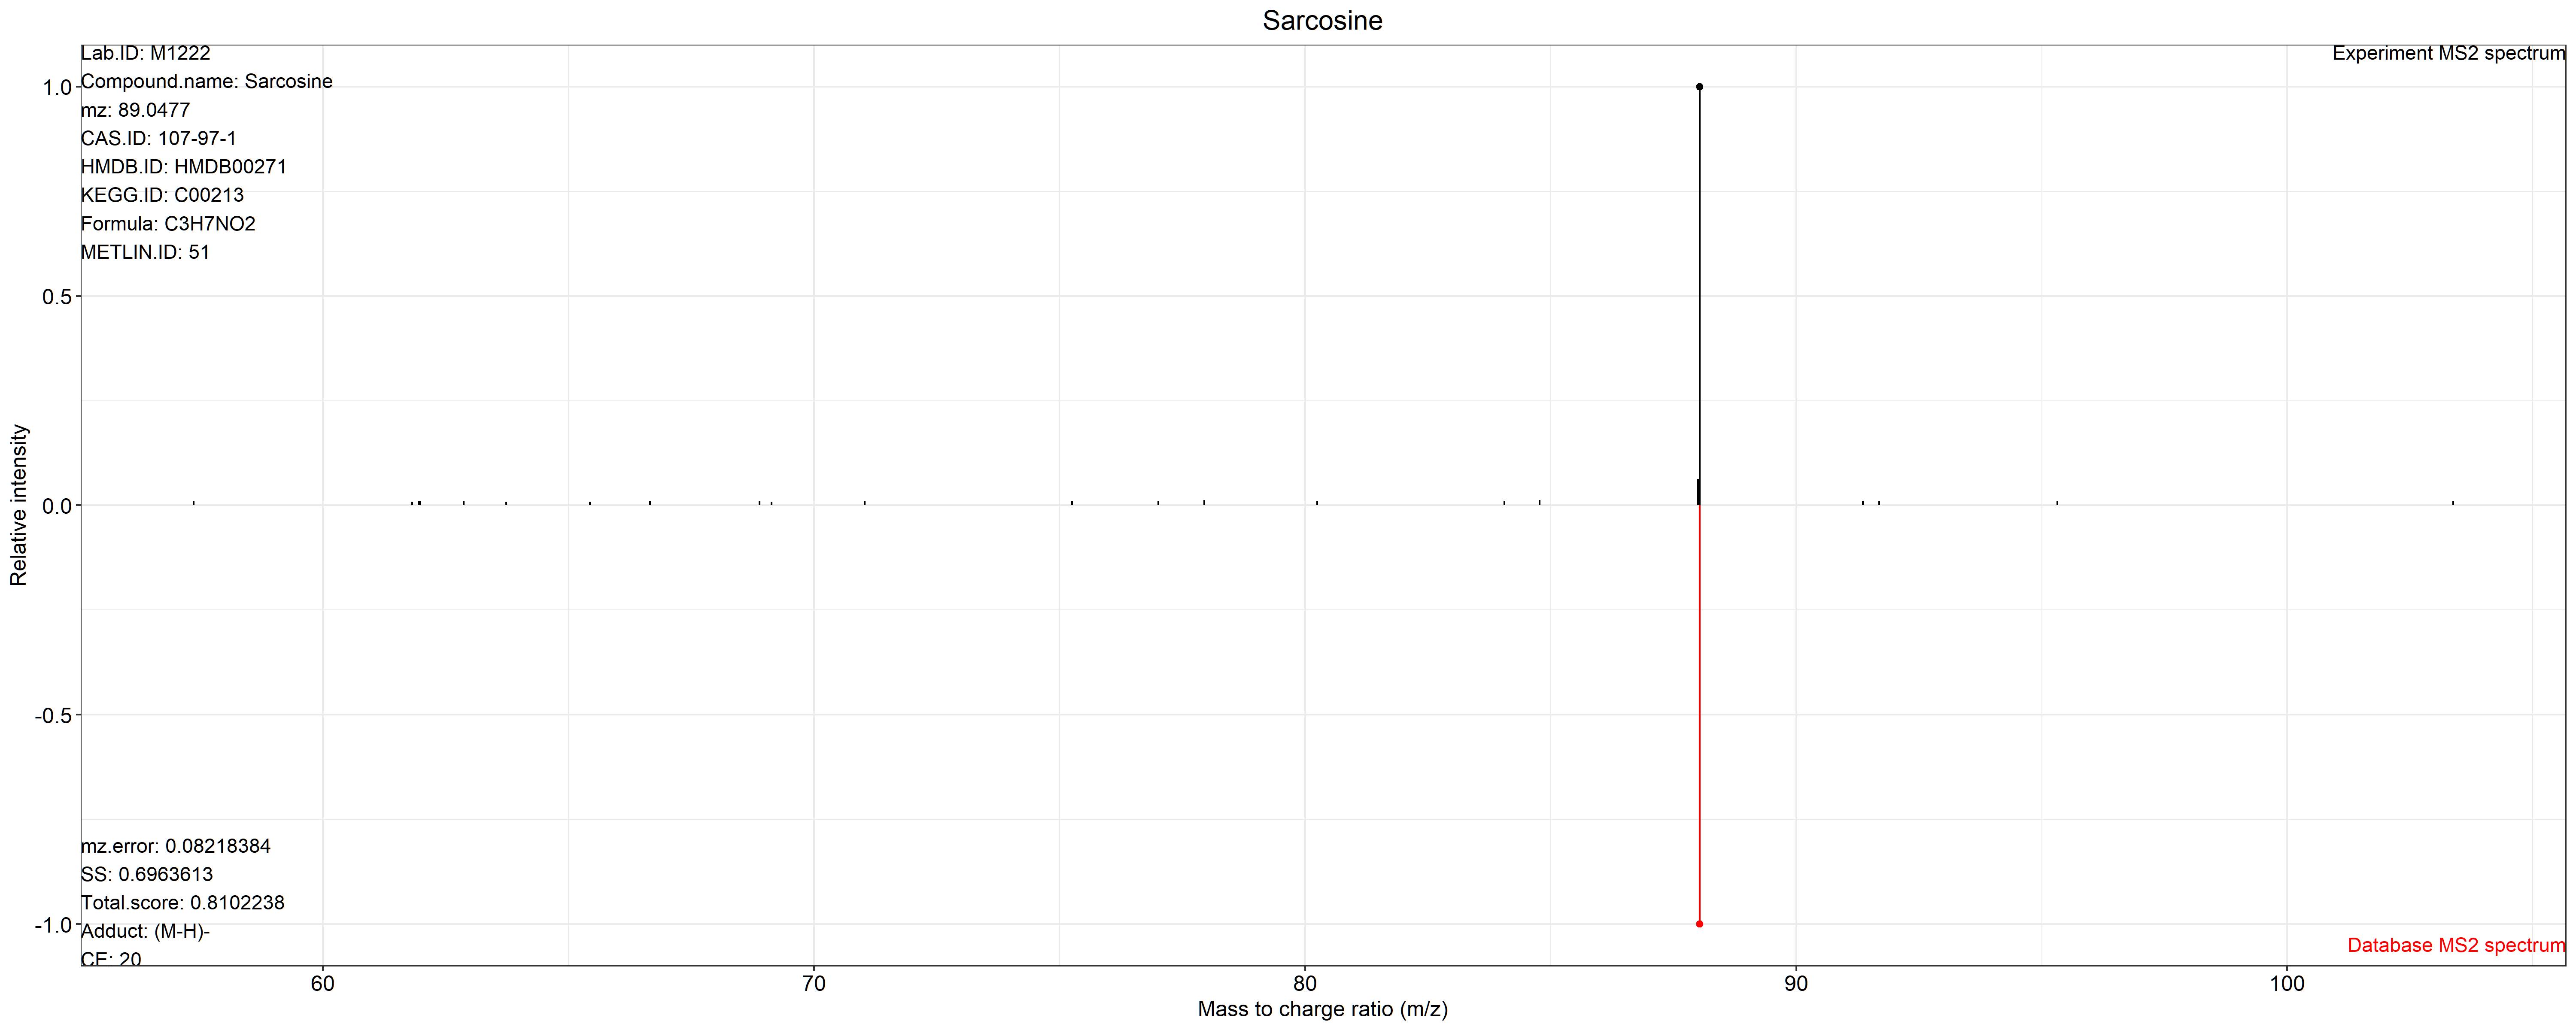 Sarcosine
Lab.ID: M1222
Experiment MS2 spectrum
Compound.name: Sarcosine
mz: 89.0477
CAS.ID: 107-97-1
HMDB.ID: HMDB00271
KEGG.ID: C00213
Formula: C3H7NO2
METLIN.ID: 51
1.0
0.5
0.0
-0.5
-1.0
Relative intensity
mz.error: 0.08218384
SS: 0.6963613
Total.score: 0.8102238
Adduct: (M-H)-
CE: 20
Database MS2 spectrum
60 70 80 90 100
Mass to charge ratio (m/z)